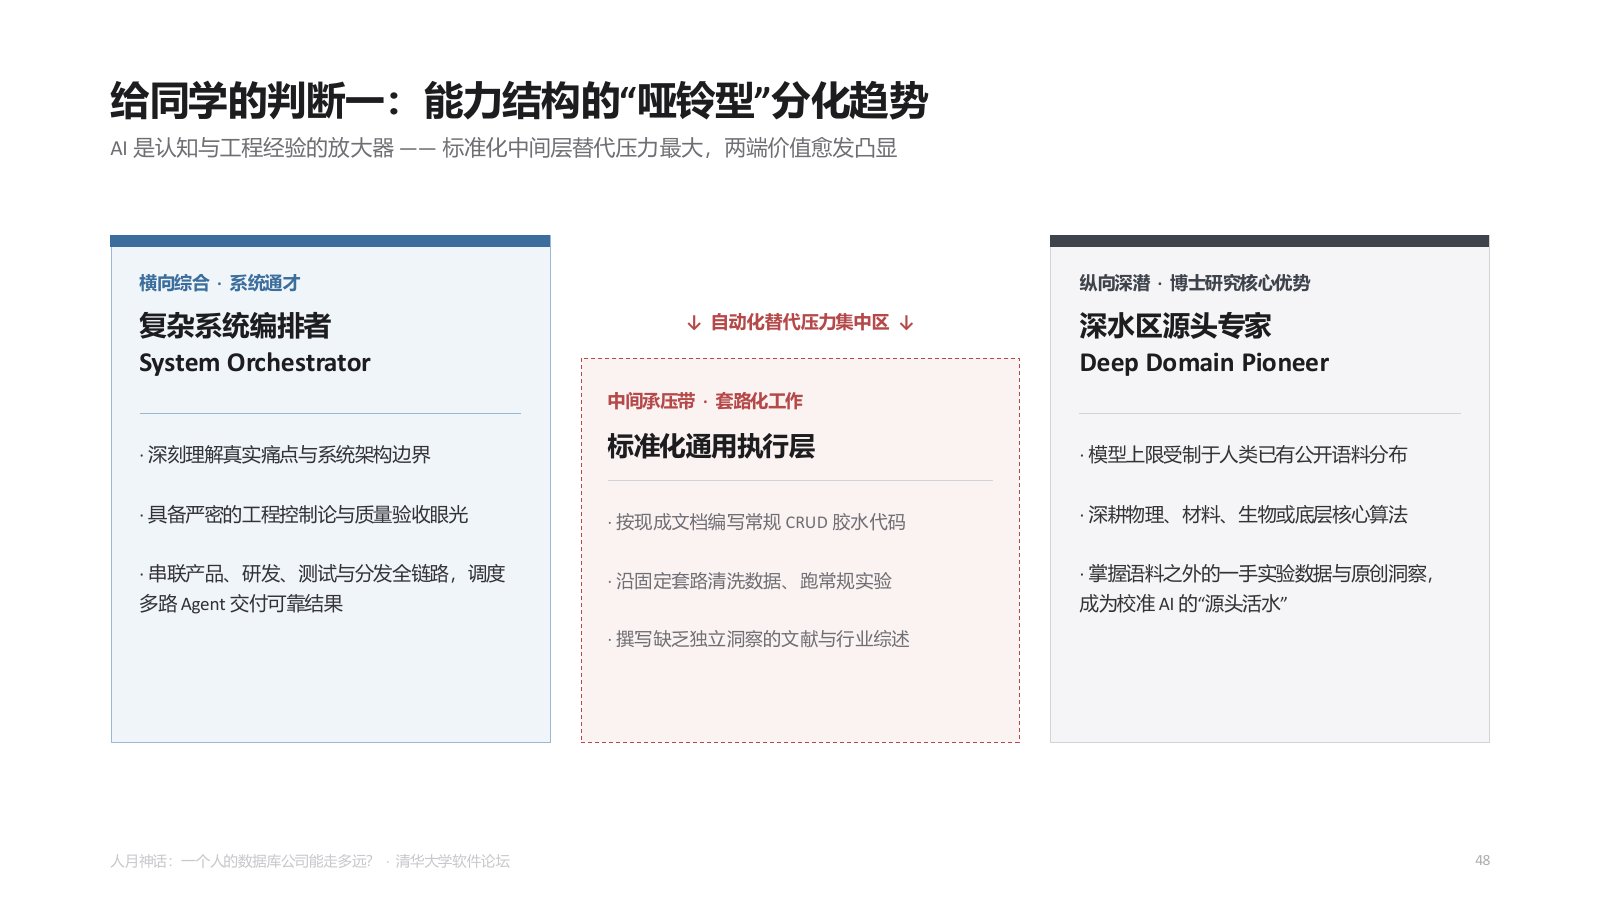 给同学的判断一：能力结构的“哑铃型”分化趋势
AI 是认知与工程经验的放大器 —— 标准化中间层替代压力最大，两端价值愈发凸显
横向综合 · 系统通才
复杂系统编排者
System Orchestrator
· 深刻理解真实痛点与系统架构边界
· 具备严密的工程控制论与质量验收眼光
· 串联产品、研发、测试与分发全链路，调度
多路 Agent 交付可靠结果
↓ 自动化替代压力集中区 ↓
中间承压带 · 套路化工作
标准化通用执行层
· 按现成文档编写常规 CRUD 胶水代码
· 沿固定套路清洗数据、跑常规实验
· 撰写缺乏独立洞察的文献与行业综述
纵向深潜 · 博士研究核心优势
深水区源头专家
Deep Domain Pioneer
· 模型上限受制于人类已有公开语料分布
· 深耕物理、材料、生物或底层核心算法
· 掌握语料之外的一手实验数据与原创洞察，
成为校准 AI 的“源头活水”
人月神话：一个人的数据库公司能走多远？ · 清华大学软件论坛
48